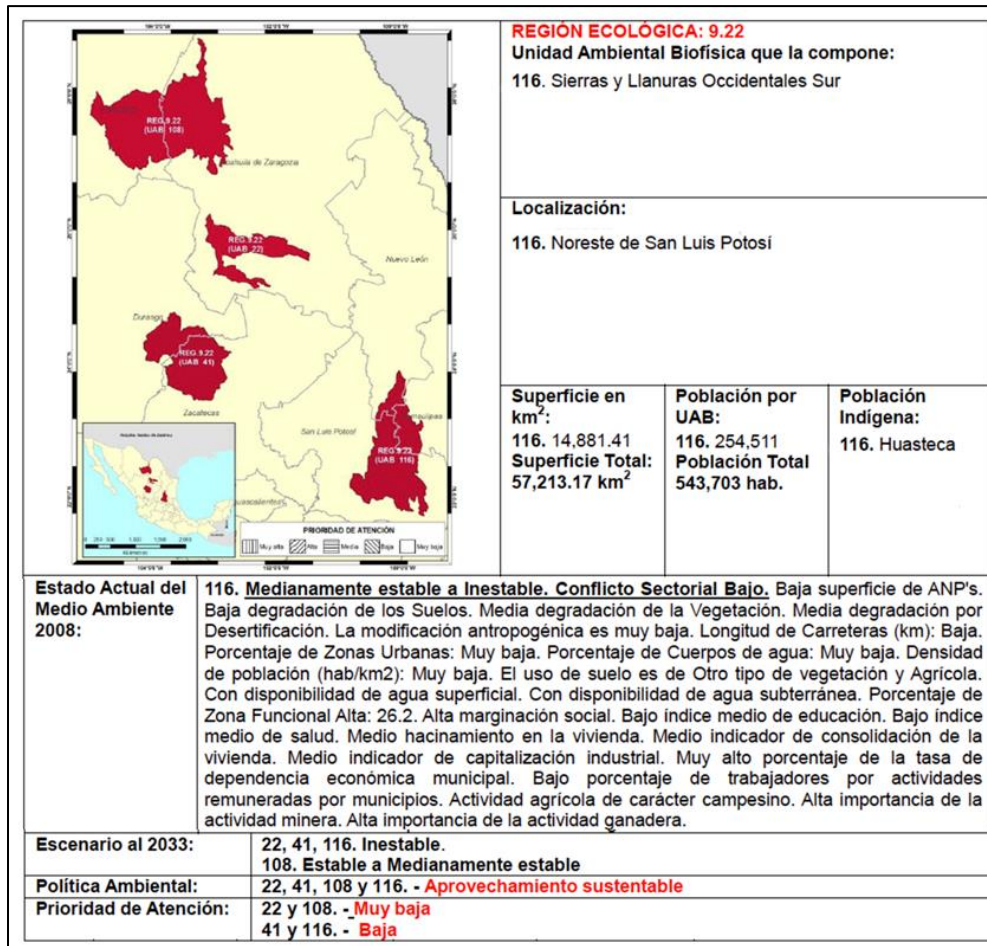 REG.9.22
(UAB 108)
Coahuila de Zaragoza
REG.9.22
(UAB 22)
Nuevo León
Durango
REG.9.22
(UAB 41)
Zacatecas
San Luis Potosí
Tamaulipas
(UAB 116)
Aguascalientes
PRIORIDAD DE ATENCIÓN
Muy alta Alta Media Baja Muy baja
REGIÓN ECOLÓGICA: 9.22
Unidad Ambiental Biofísica que la compone:
116. Sierras y Llanuras Occidentales Sur
Localización:
116. Noreste de San Luis Potosí
Superficie en
km2:
116. 14,881.41
Superficie Total:
57,213.17 km2
Población por
UAB:
116. 254,511
Población Total
543,703 hab.
Población
Indígena:
116. Huasteca
Estado Actual del
Medio Ambiente
2008:
116. Medianamente estable a Inestable. Conflicto Sectorial Bajo. Baja superficie de ANP's.
Baja degradación de los Suelos. Media degradación de la Vegetación. Media degradación por
Desertificación. La modificación antropogénica es muy baja. Longitud de Carreteras (km): Baja.
Porcentaje de Zonas Urbanas: Muy baja. Porcentaje de Cuerpos de agua: Muy baja. Densidad
de población (hab/km2): Muy baja. El uso de suelo es de Otro tipo de vegetación y Agrícola.
Con disponibilidad de agua superficial. Con disponibilidad de agua subterránea. Porcentaje de
Zona Funcional Alta: 26.2. Alta marginación social. Bajo índice medio de educación. Bajo índice
medio de salud. Medio hacinamiento en la vivienda. Medio indicador de consolidación de la
vivienda. Medio indicador de capitalización industrial. Muy alto porcentaje de la tasa de
dependencia económica municipal. Bajo porcentaje de trabajadores por actividades
remuneradas por municipios. Actividad agrícola de carácter campesino. Alta importancia de la
actividad minera. Alta importancia de la actividad ganadera.
Escenario al 2033:
22, 41, 116. Inestable.
108. Estable a Medianamente estable
Política Ambiental:
22, 41, 108 y 116. - Aprovechamiento sustentable
Prioridad de Atención:
22 y 108. - Muy baja
41 y 116. - Baja